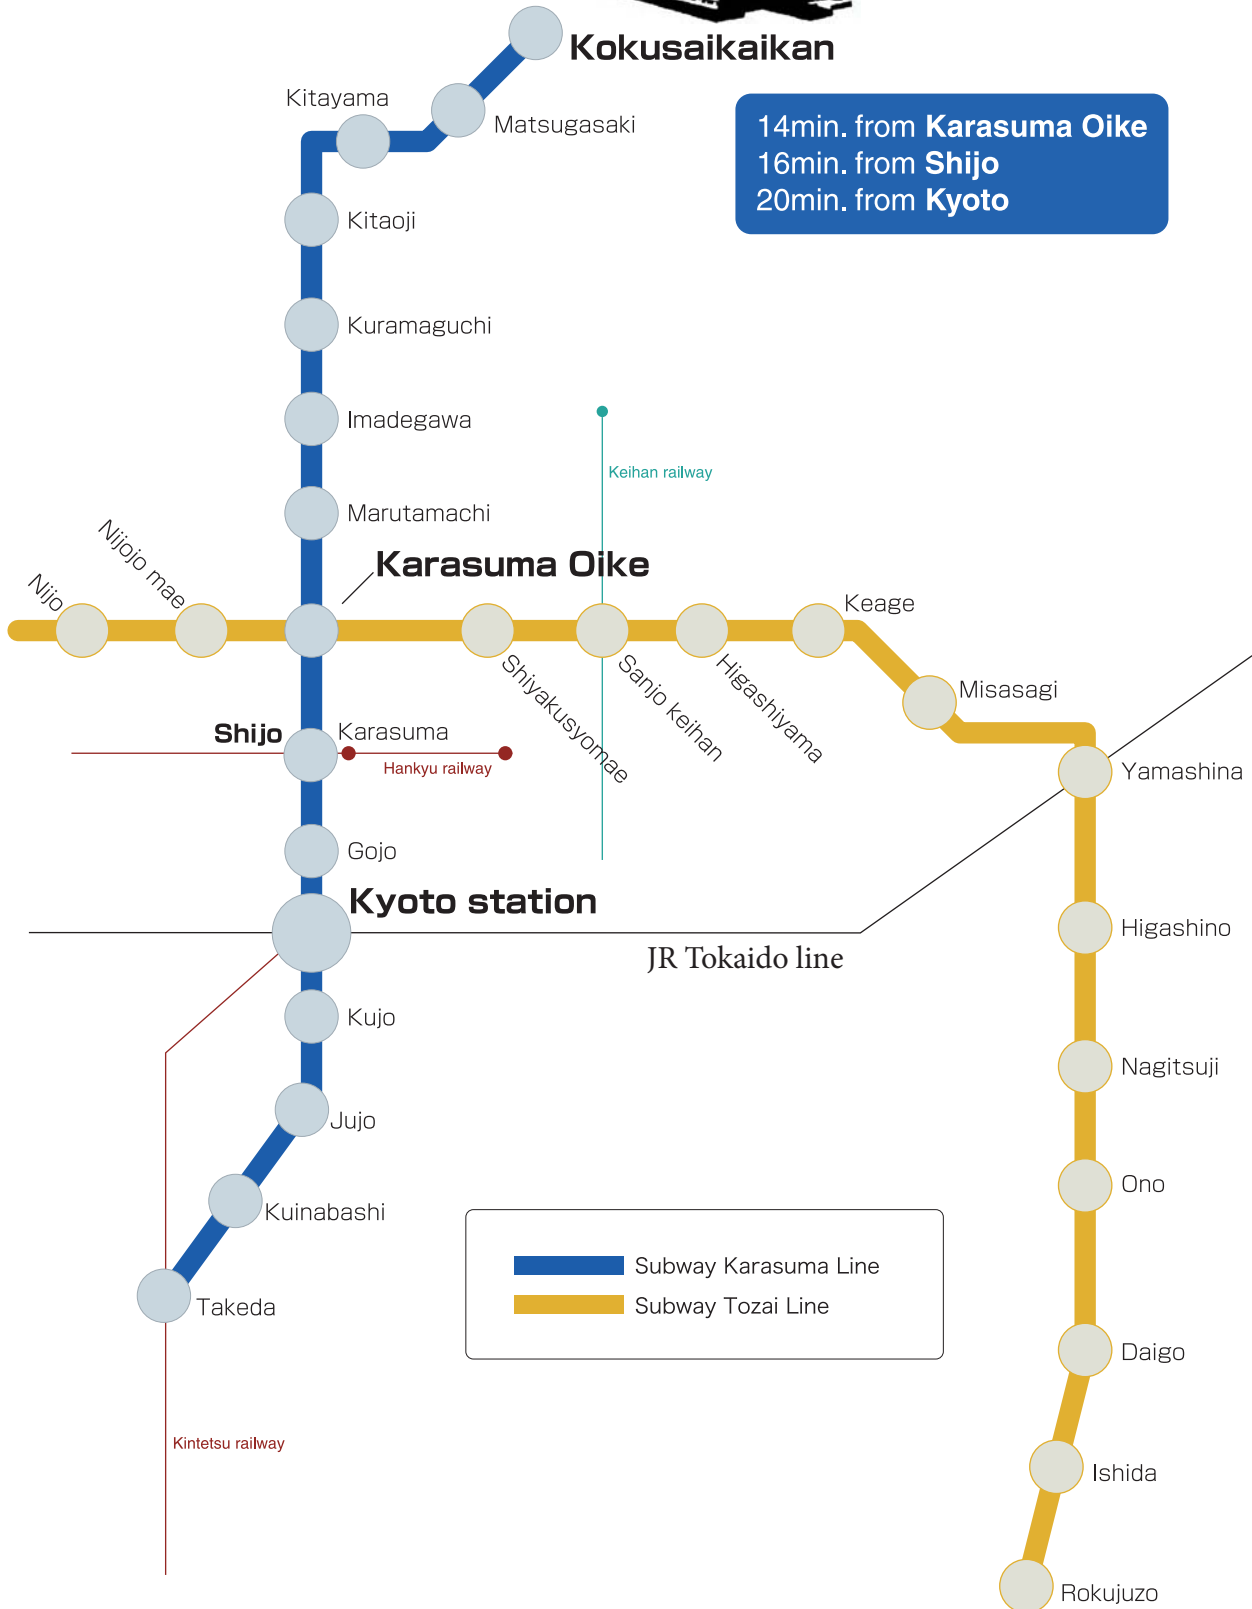 Kokusaikaikan
Kitayama
Matsugasaki
14min. from Karasuma Oike
16min. from Shijo
20min. from Kyoto
Kitaoji
Kuramaguchi
Imadegawa
Keihan railway
Marutamachi
Karasuma Oike
Nijo
Nijojo mae
Shiyakusyomae
Sanjo keihan
Higashiyama
Keage
Misasagi
Shijo
Karasuma
Hankyu railway
Yamashina
Gojo
Kyoto station
JR Tokaido line
Higashino
Kujo
Nagitsuji
Jujo
Ono
Kuinabashi
Takeda
Subway Karasuma Line
Subway Tozai Line
Daigo
Kintetsu railway
Ishida
Rokujuzo